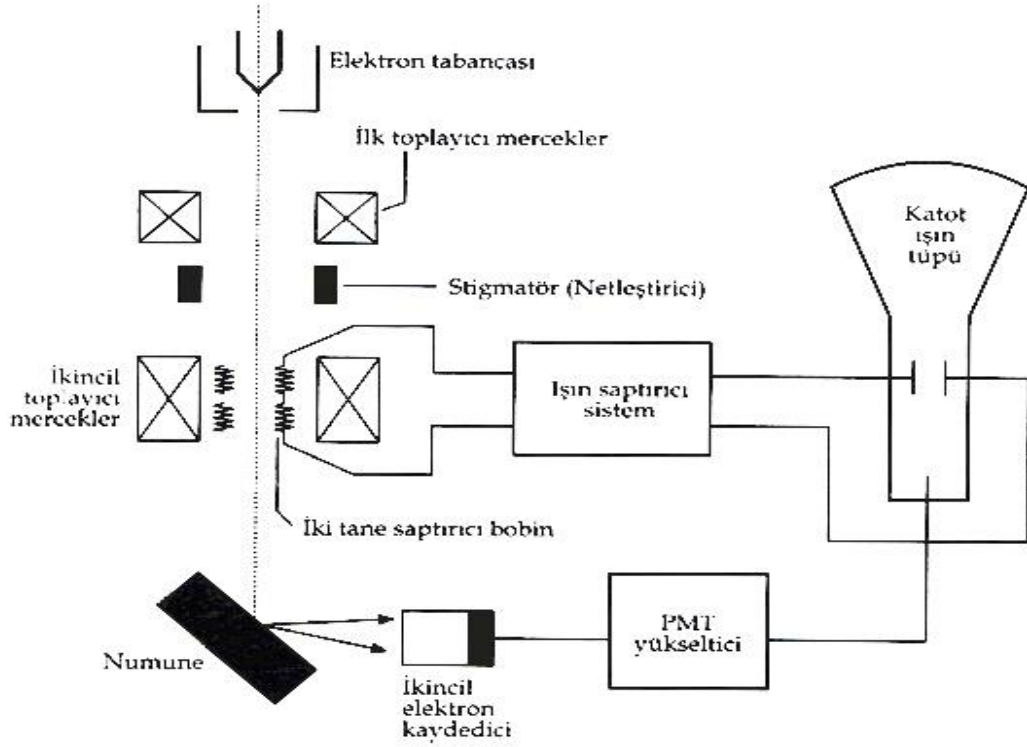 Elektron tabancası
İlk toplayıcı mercekler
Katot
ışın
tüpü
Stigmatör (Netleştirici)
İkincil
toplayıcı
mercekler
Işın saptırıcı
sistem
İki tane saptırıcı bobin
Numune
PMT
yükseltici
İkincil
elektron
kaydedici